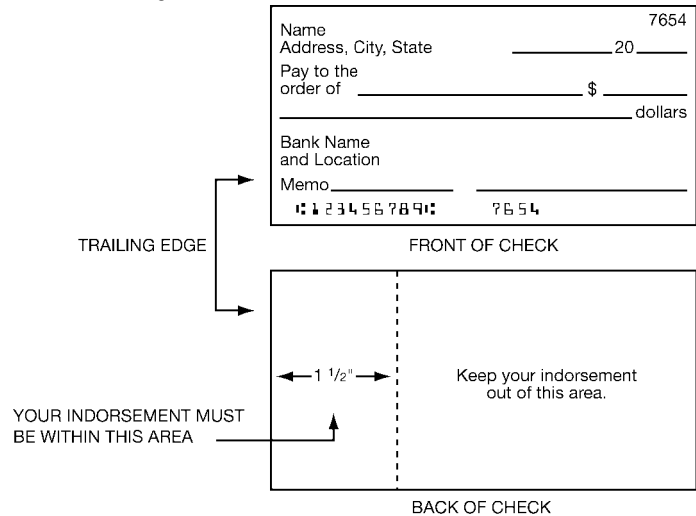 7654
Name
Address, City, State 20
Pay to the
order of $
dollars
Bank Name
and Location
Memo
⑆123456789⑆ 7654
TRAILING EDGE
FRONT OF CHECK
1 1/2"
Keep your indorsement
out of this area.
YOUR INDORSEMENT MUST
BE WITHIN THIS AREA
BACK OF CHECK